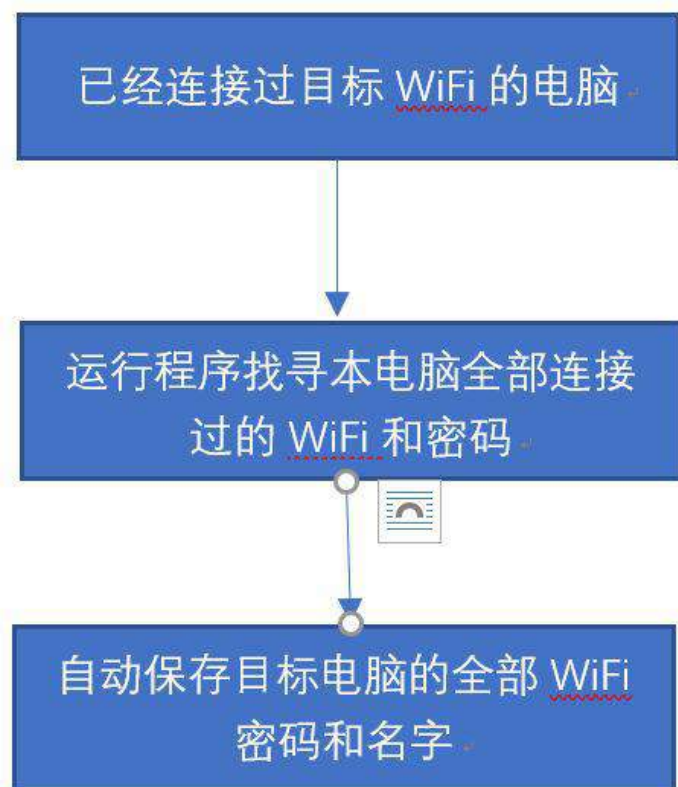 已经连接过目标 WiFi 的电脑
运行程序找寻本电脑全部连接
过的 WiFi 和密码
自动保存目标电脑的全部 WiFi
密码和名字